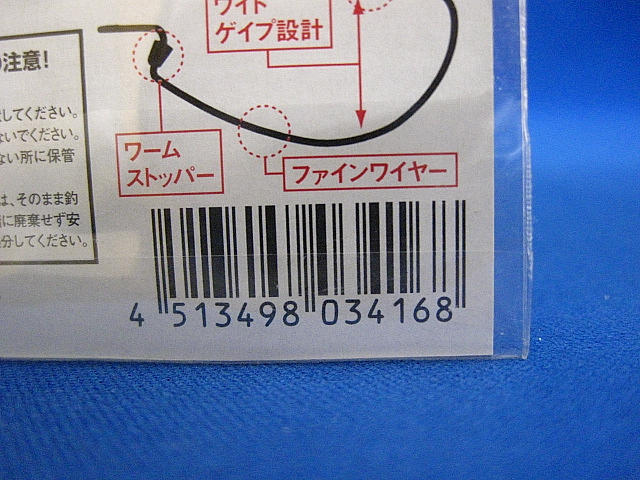 ワイド
ゲイプ設計
注意!
してください。
ないでください。
ない所に保管
ワーム
ストッパー
ファインワイヤー
は、そのまま釣
に廃棄せず安
分してください。
4 513498 034168